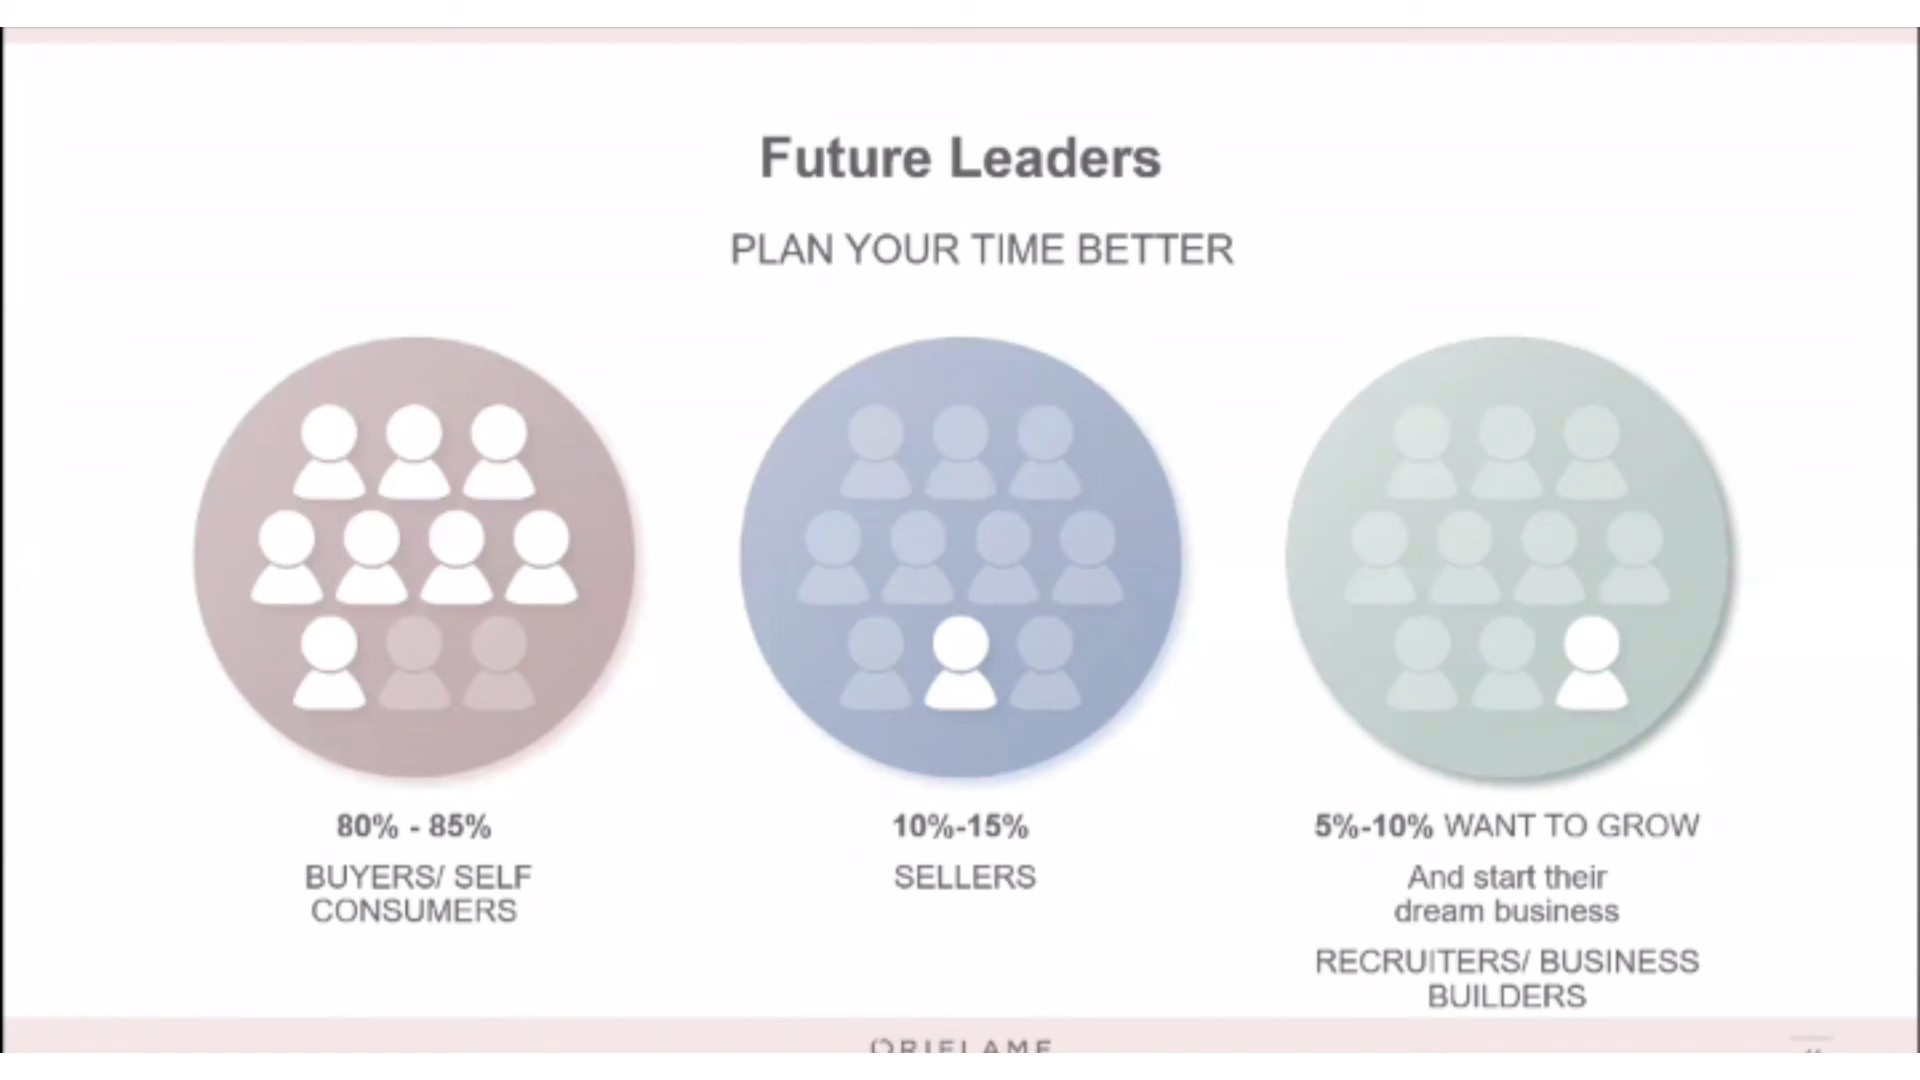 Future Leaders
PLAN YOUR TIME BETTER
80% - 85%
BUYERS/ SELF
CONSUMERS
10%-15%
SELLERS
5%-10% WANT TO GROW
And start their
dream business
RECRUITERS/ BUSINESS
BUILDERS
ORIFLAME